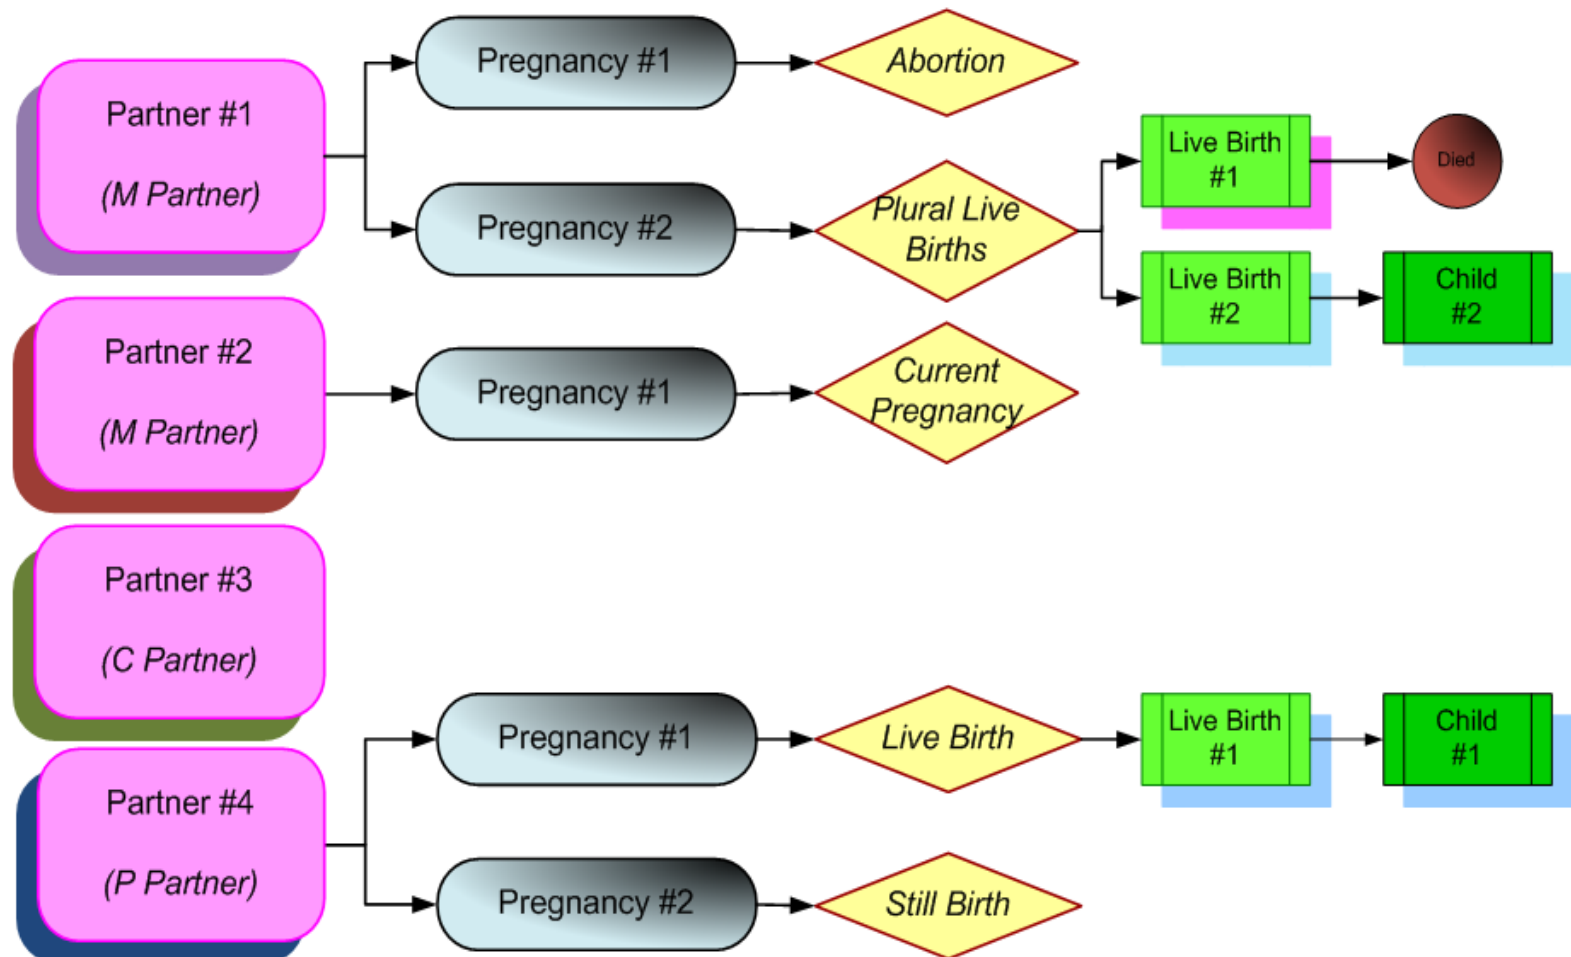 Partner #1
(M Partner)
Pregnancy #1
Abortion
Pregnancy #2
Plural Live
Births
Live Birth
#1
Died
Live Birth
#2
Child
#2
Partner #2
(M Partner)
Pregnancy #1
Current
Pregnancy
Partner #3
(C Partner)
Partner #4
(P Partner)
Pregnancy #1
Live Birth
Live Birth
#1
Child
#1
Pregnancy #2
Still Birth